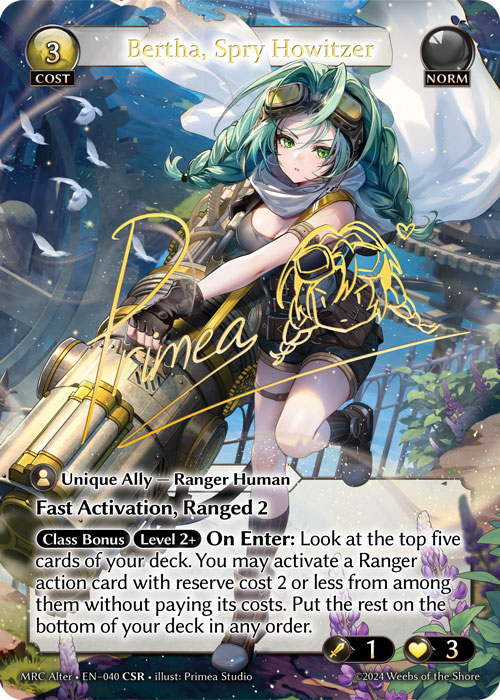 3
COST
Bertha, Spry Howitzer
NORM
Primea
Unique Ally — Ranger Human
Fast Activation, Ranged 2
Class Bonus Level 2+ On Enter: Look at the top five
cards of your deck. You may activate a Ranger
action card with reserve cost 2 or less from among
them without paying its costs. Put the rest on the
bottom of your deck in any order.
1
3
MRC Alter • EN-040 CSR • illust: Primea Studio
©2024 Weebs of the Shore